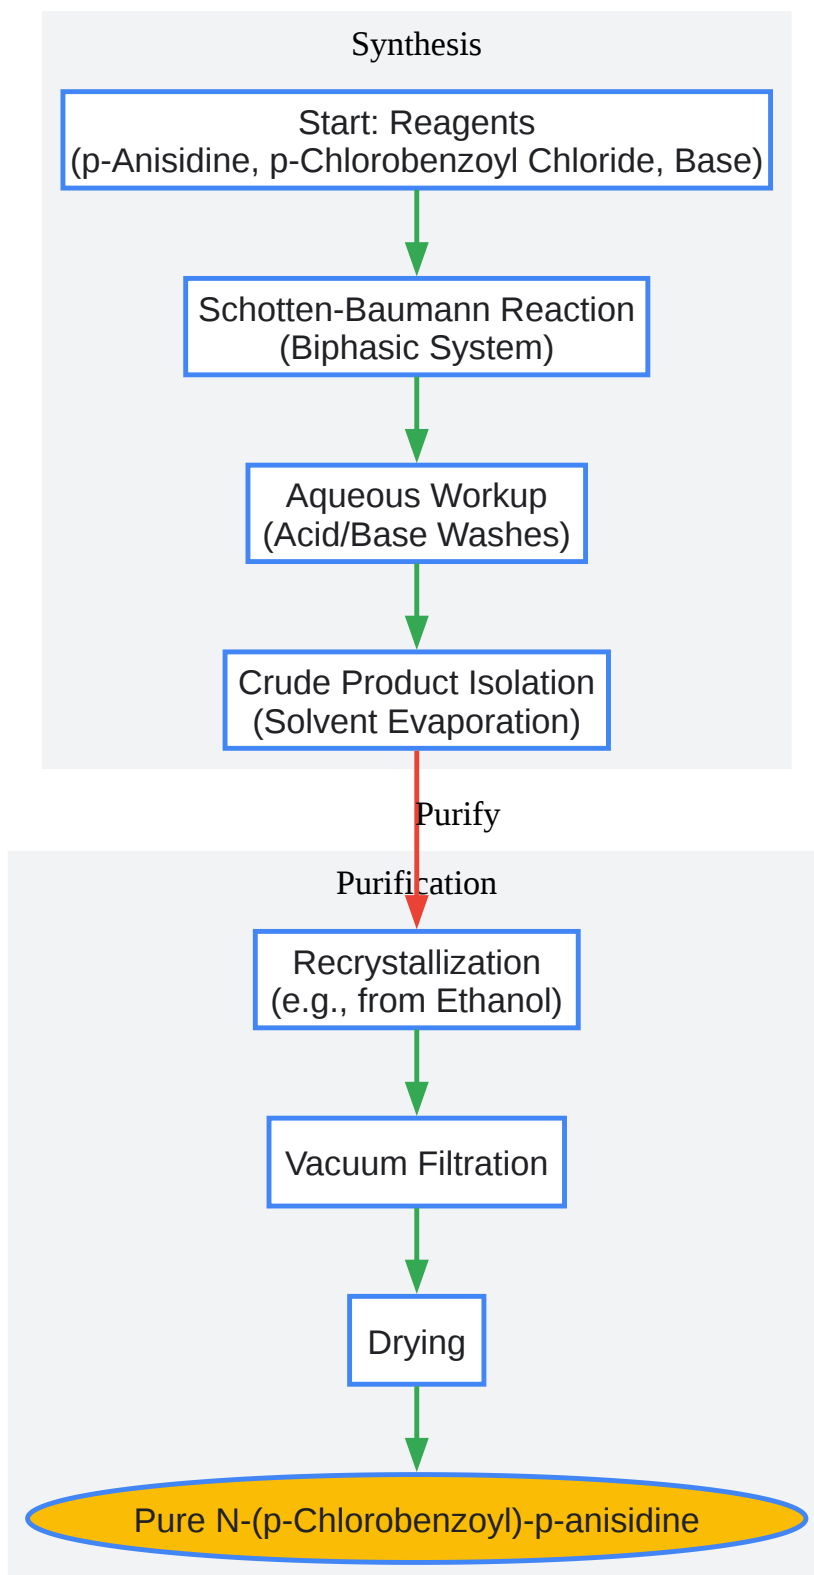 Synthesis
Start: Reagents
(p-Anisidine, p-Chlorobenzoyl Chloride, Base)
Schotten-Baumann Reaction
(Biphasic System)
Aqueous Workup
(Acid/Base Washes)
Crude Product Isolation
(Solvent Evaporation)
Purify
Purification
Recrystallization
(e.g., from Ethanol)
Vacuum Filtration
Drying
Pure N-(p-Chlorobenzoyl)-p-anisidine